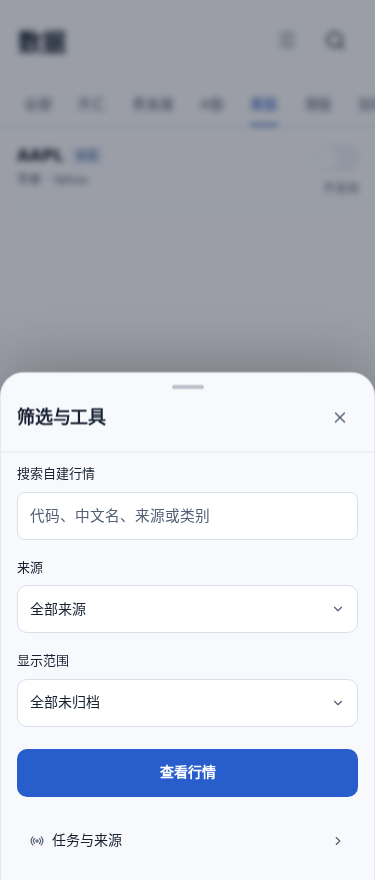 数据
全部
外汇
贵金属
A股
美股
港股
AAPL
美股
苹果 · Yahoo
筛选与工具
搜索自建行情
代码、中文名、来源或类别
来源
全部来源
显示范围
全部未归档
查看行情
任务与来源